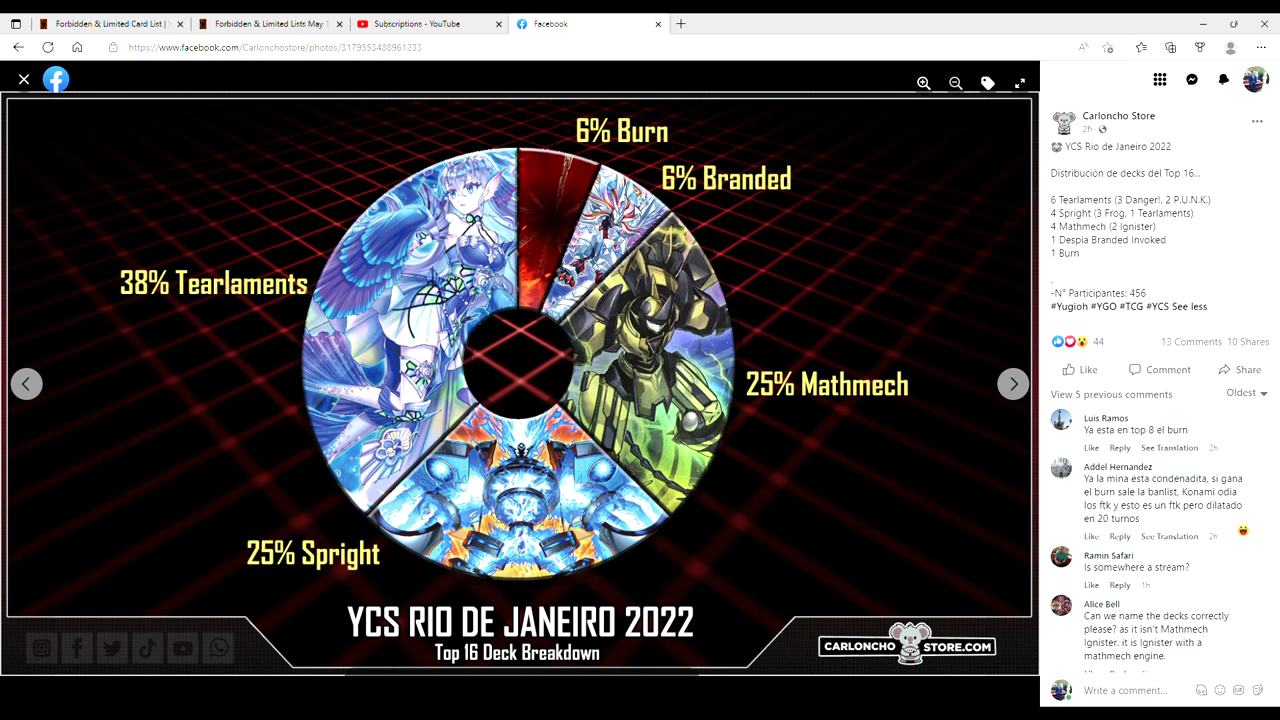 Forbidden & Limited Card List |
Forbidden & Limited Lists May
Subscriptions - YouTube
Facebook
https://www.facebook.com/Carlonchostore/photos/3179553488961233
6% Burn
6% Branded
38% Tearlaments
25% Mathmech
25% Spright
YCS RIO DE JANEIRO 2022
Top 16 Deck Breakdown
CARLONCHO STORE.COM
Carloncho Store
2h
YCS Rio de Janeiro 2022
Distribución de decks del Top 16...
6 Tearlaments (3 Danger!, 2 P.U.N.K.)
4 Spright (3 Frog, 1 Tearlaments)
4 Mathmech (2 Ignister)
1 Despia Branded Invoked
1 Burn
.
-N° Participantes: 456
#Yugioh #YGO #TCG #YCS See less
44
13 Comments 10 Shares
Like Comment Share
View 5 previous comments
Oldest
Luis Ramos
Ya esta en top 8 el burn
Like Reply See Translation 2h
Addel Hernandez
Ya la mina esta condenadita, si gana
el burn sale la banlist, Konami odia
los ftk y esto es un ftk pero dilatado
en 20 turnos
Like Reply See Translation 2h
Ramin Safari
Is somewhere a stream?
Like Reply 1h
Alice Bell
Can we name the decks correctly
please? as it isn't Mathmech
Ignister. it is Ignister with a
mathmech engine.
Write a comment...